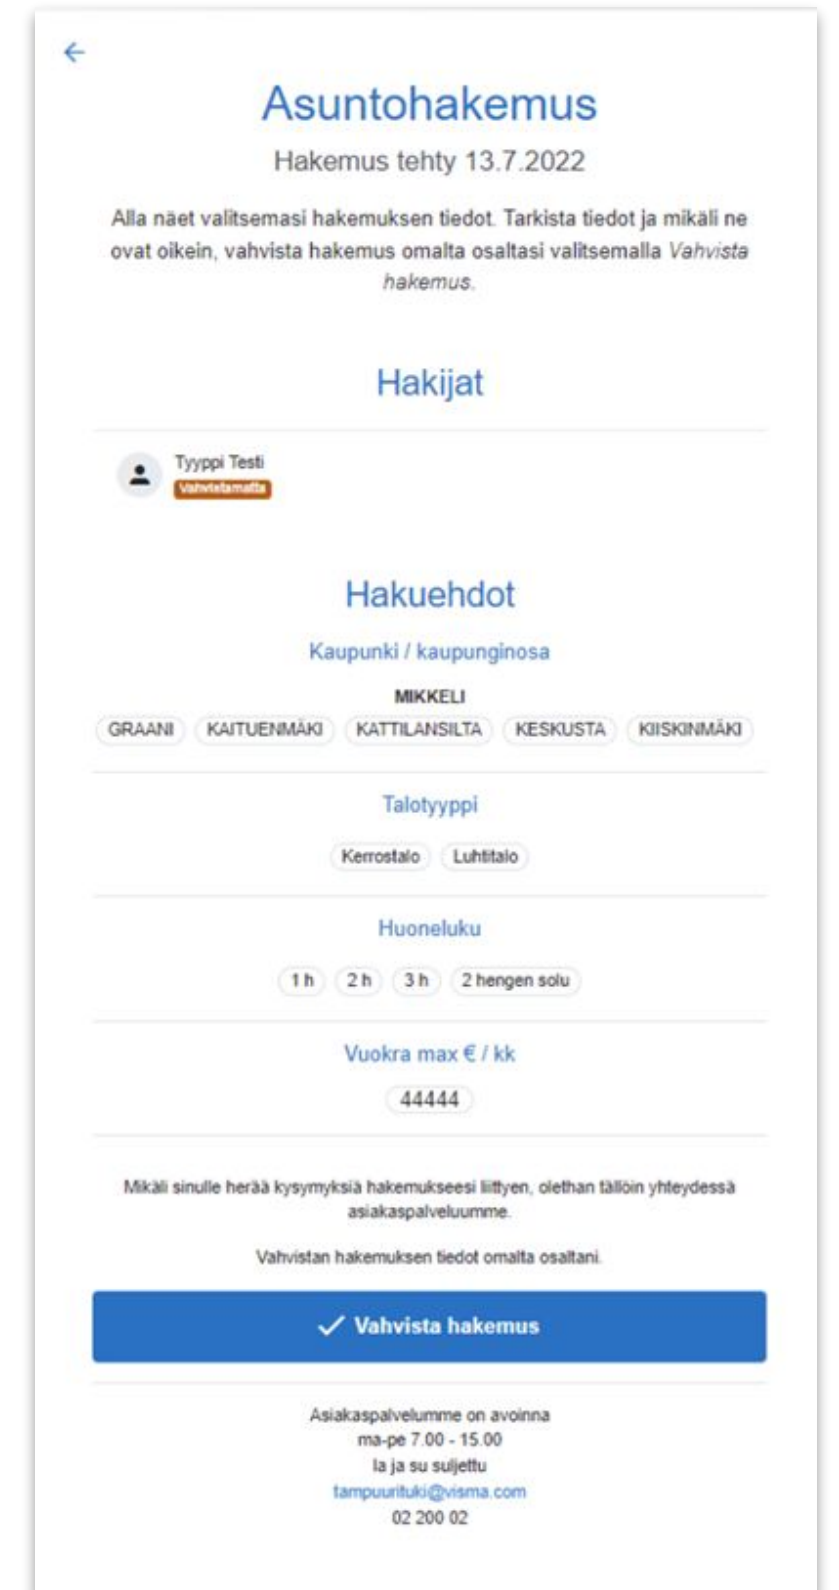 Asuntohakemus
Hakemus tehty 13.7.2022
Alla näet valitsemasi hakemuksen tiedot. Tarkista tiedot ja mikäli ne
ovat oikein, vahvista hakemus omalta osaltasi valitsemalla Vahvista
hakemus.
Hakijat
Tyyppi Testi
Vahvistamatta
Hakuehdot
Kaupunki / kaupunginosa
MIKKELI
GRAANI KAITUENMÄKI KATTILANSILTA KESKUSTA KIISKINMÄKI
Talotyyppi
Kerrostalo Luhtitalo
Huoneluku
1 h 2 h 3 h 2 hengen solu
Vuokra max € / kk
44444
Mikäli sinulle herää kysymyksiä hakemukseesi liittyen, olethan tällöin yhteydessä
asiakaspalveluumme.
Vahvistan hakemuksen tiedot omalta osaltani.
Vahvista hakemus
Asiakaspalvelumme on avoinna
ma-pe 7.00 - 15.00
la ja su suljettu
tampuurituki@visma.com
02 200 02